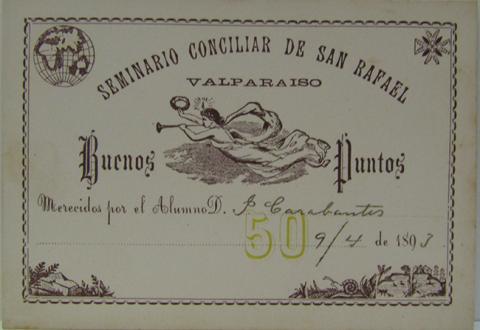 SEMINARIO CONCILIAR DE SAN RAFAEL
VALPARAISO
Buenos Puntos
Merecidos por el Alumno D. Carabantes
50
9/4 de 1893.